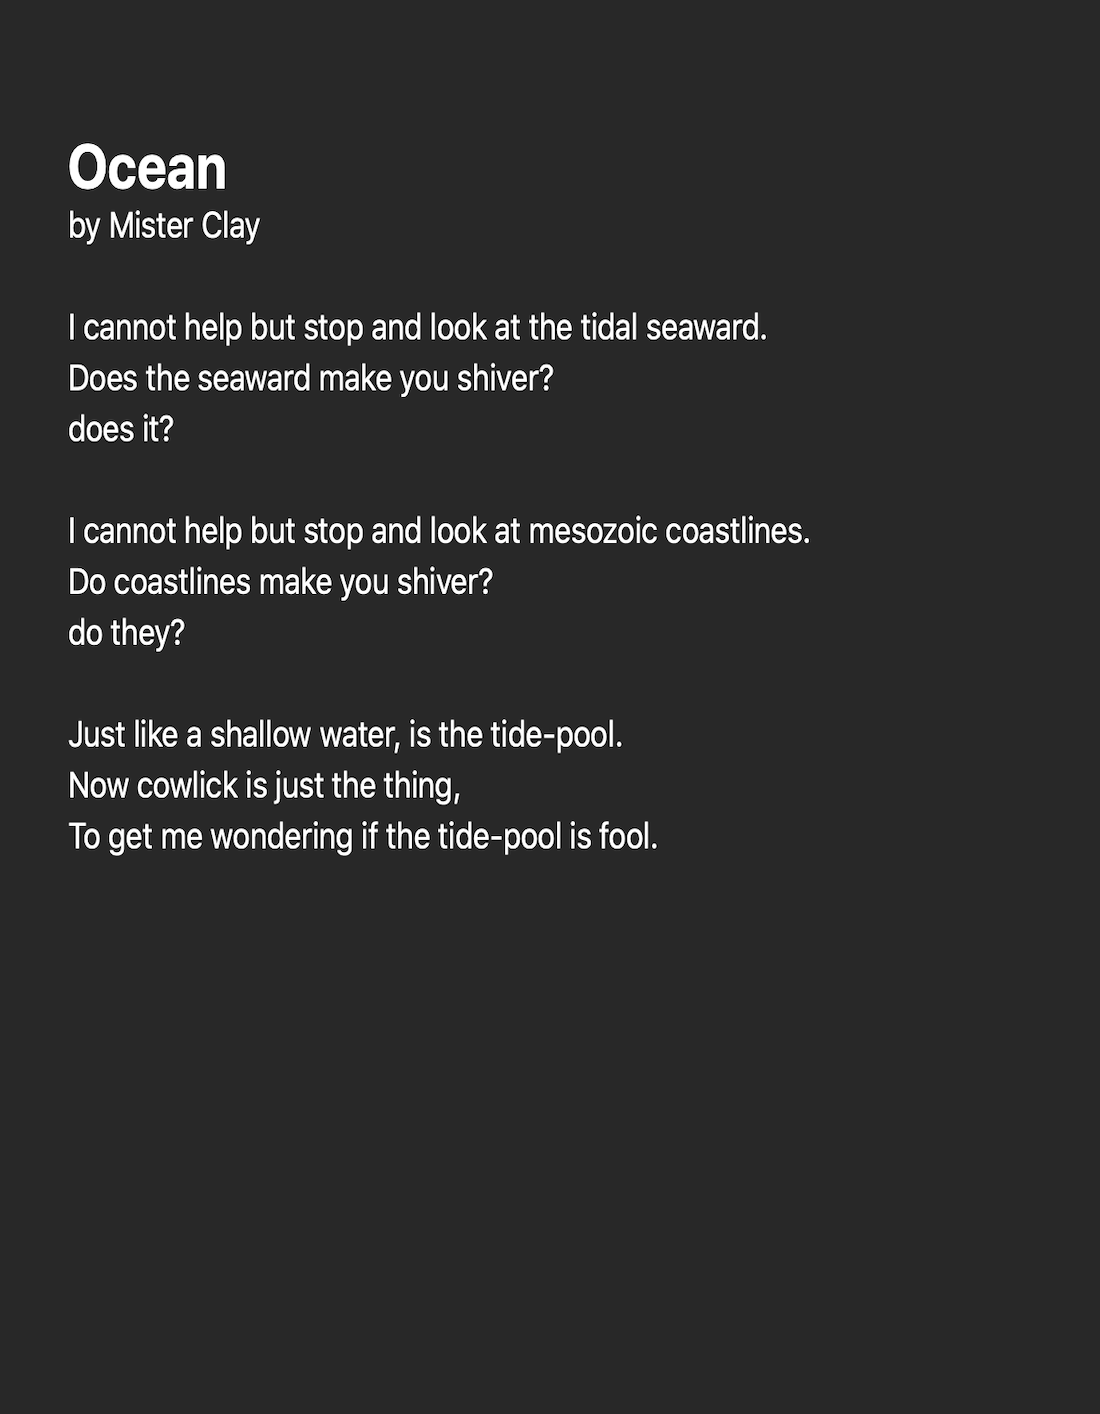 Ocean
by Mister Clay
I cannot help but stop and look at the tidal seaward.
Does the seaward make you shiver?
does it?
I cannot help but stop and look at mesozoic coastlines.
Do coastlines make you shiver?
do they?
Just like a shallow water, is the tide-pool.
Now cowlick is just the thing,
To get me wondering if the tide-pool is fool.